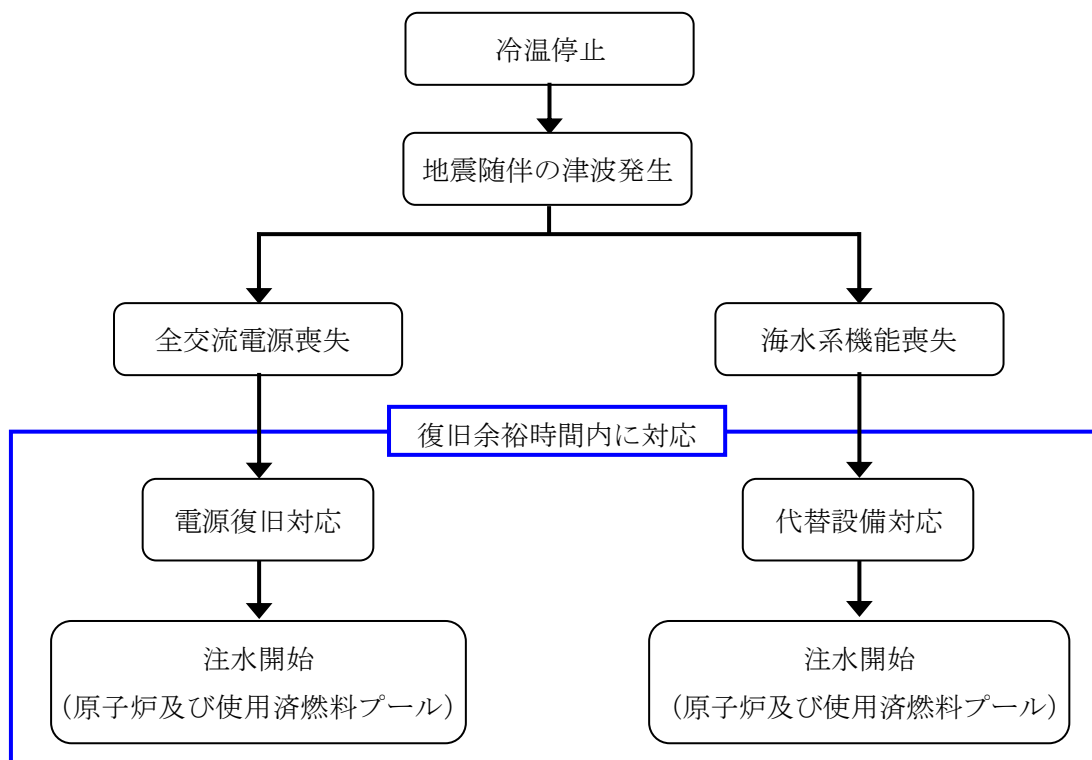 冷温停止
地震随伴の津波発生
全交流電源喪失
海水系機能喪失
復旧余裕時間内に対応
電源復旧対応
代替設備対応
注水開始
(原子炉及び使用済燃料プール)
注水開始
(原子炉及び使用済燃料プール)